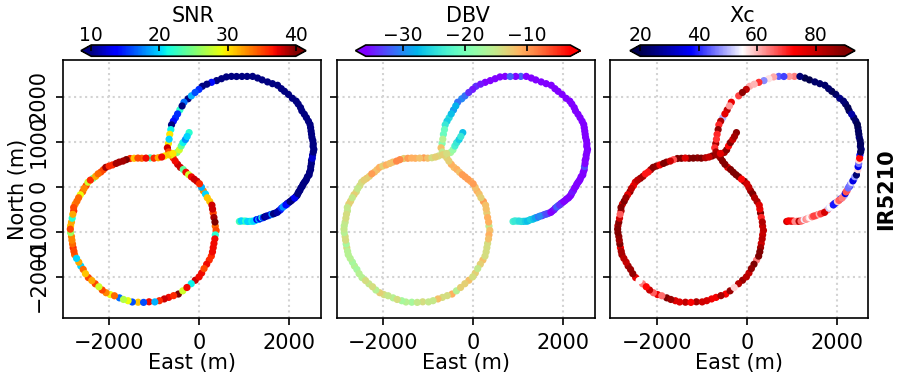 SNR DBV Xc
10 20 30 40 −30 −20 −10 20 40 60 80
2000
1000
0
−1000
−2000
North (m)
IR5210
−2000 0 2000 −2000 0 2000 −2000 0 2000
East (m) East (m) East (m)